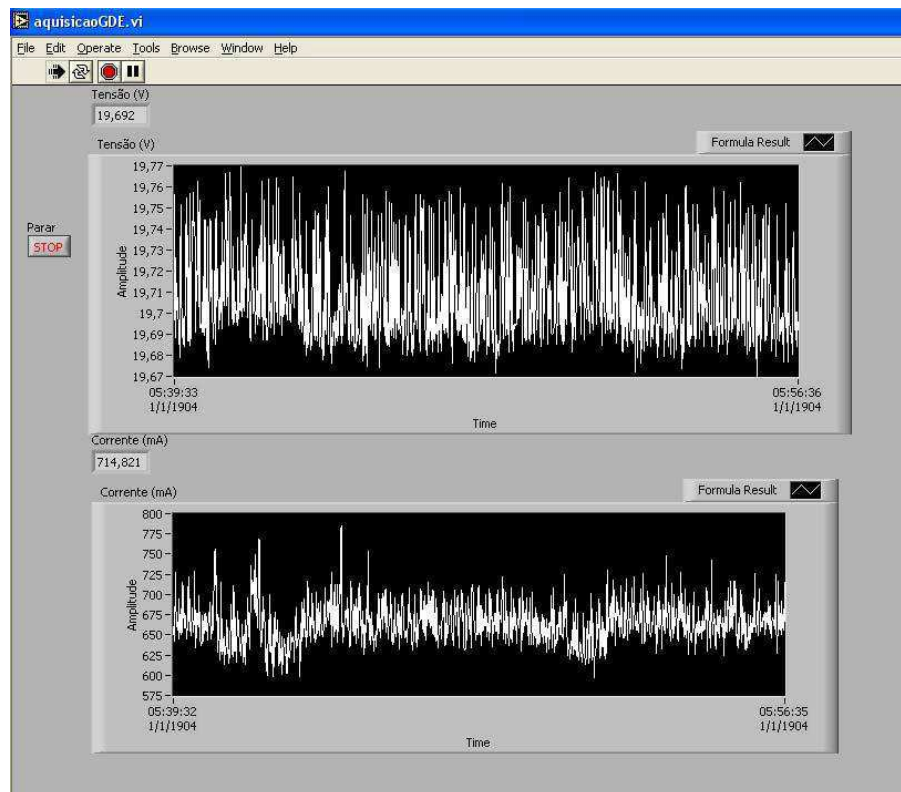 aquisicaoGDE.vi
File Edit Operate Tools Browse Window Help
Tensão (V)
19,692
Tensão (V)
Formula Result
19,77
19,76
19,75
19,74
19,73
19,72
19,71
19,7
19,69
19,68
19,67
Amplitude
05:39:33
1/1/1904
05:56:36
1/1/1904
Time
Parar
STOP
Corrente (mA)
714,821
Corrente (mA)
Formula Result
800
775
750
725
700
675
650
625
600
575
Amplitude
05:39:32
1/1/1904
05:56:35
1/1/1904
Time